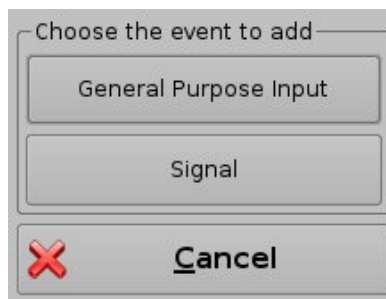 Choose the event to add
General Purpose Input
Signal
Cancel